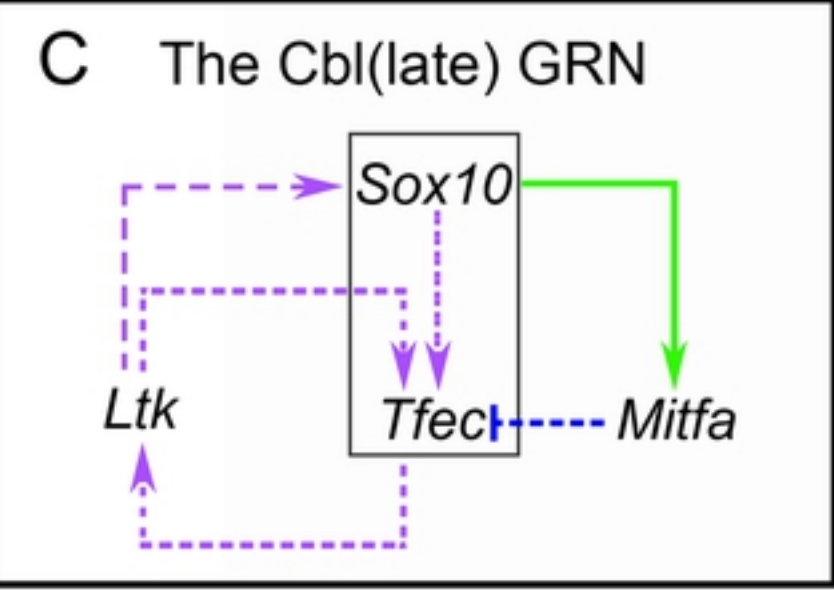 C The Cbl(late) GRN
Sox10
Ltk
Tfec
Mitfa